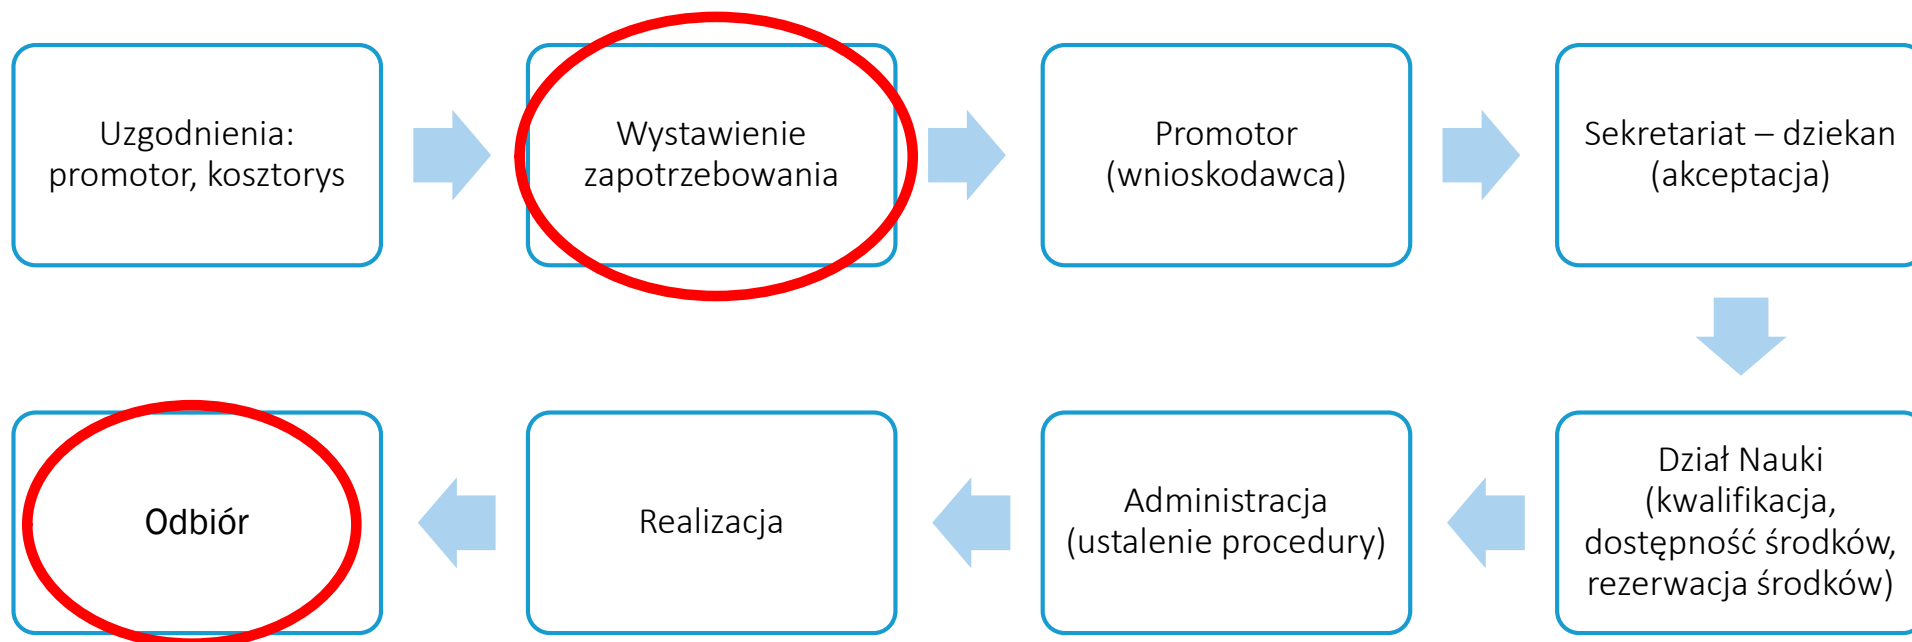 Uzgodnienia:
promotor, kosztorys
Wystawienie
zapotrzebowania
Promotor
(wnioskodawca)
Sekretariat – dziekan
(akceptacja)
Dział Nauki
(kwalifikacja,
dostępność środków,
rezerwacja środków)
Administracja
(ustalenie procedury)
Realizacja
Odbiór